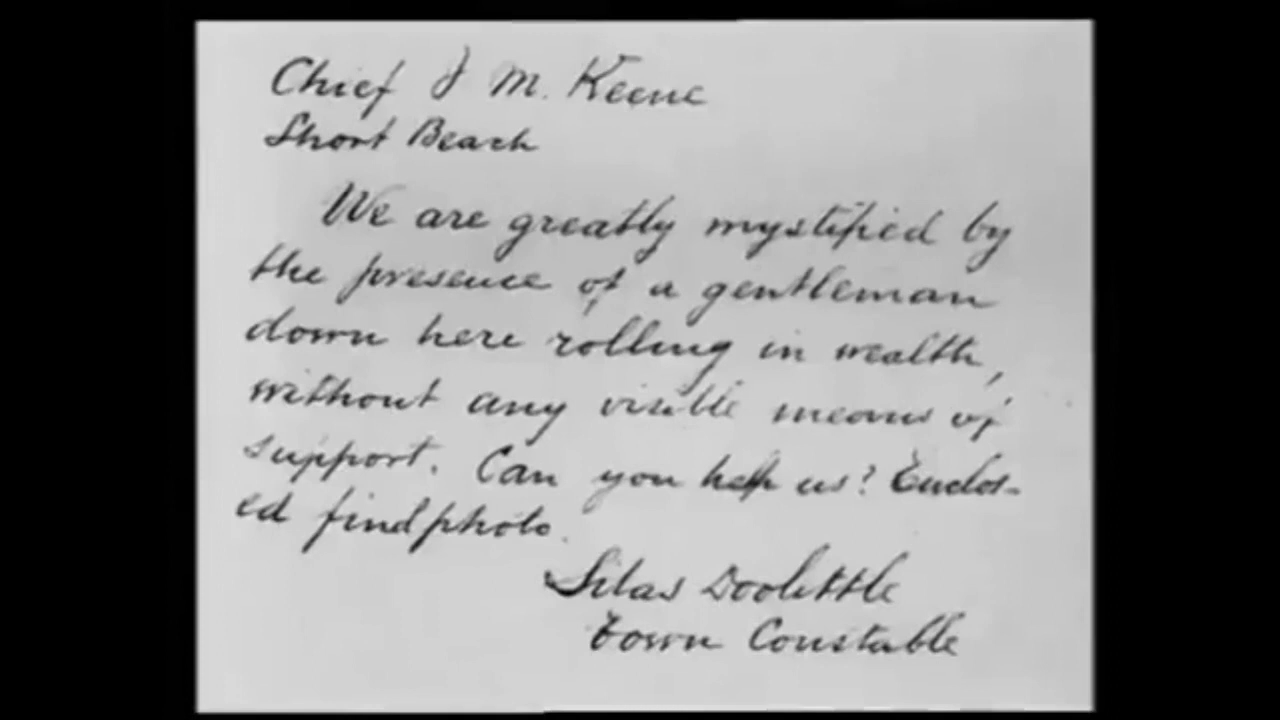 Chief J M. Keene
Short Beach
We are greatly mystified by
the presence of a gentleman
down here rolling in wealth,
without any visible means of
support. Can you help us? Enclos-
ed find photo.
Silas Doolittle
Town Constable